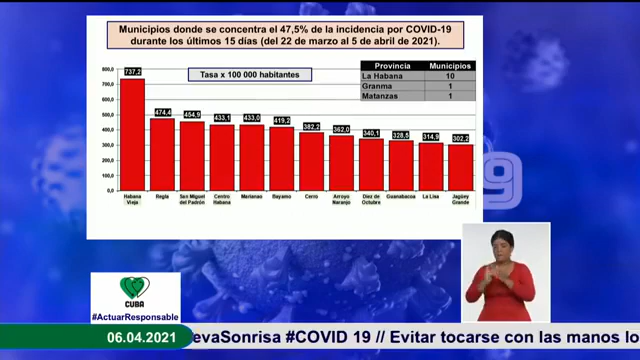 Municipios donde se concentra el 47,5% de la incidencia por COVID-19
durante los últimos 15 días (del 22 de marzo al 5 de abril de 2021).
Tasa x 100 000 habitantes
Provincia Municipios
La Habana 10
Granma 1
Matanzas 1
800,0
700,0
600,0
500,0
400,0
300,0
200,0
100,0
0,0
737,2 474,4 454,9 433,1 433,0 419,2 382,2 362,0 340,1 328,5 314,9 302,2
Habana Vieja Regla San Miguel del Padrón Centro Habana Marianao Bayamo Cerro Arroyo Naranjo Diez de Octubre Guanabacoa La Lisa Jagüey Grande
9
CUBA
#ActuarResponsable
06.04.2021 evaSonrisa #COVID 19 // Evitar tocarse con las manos lo